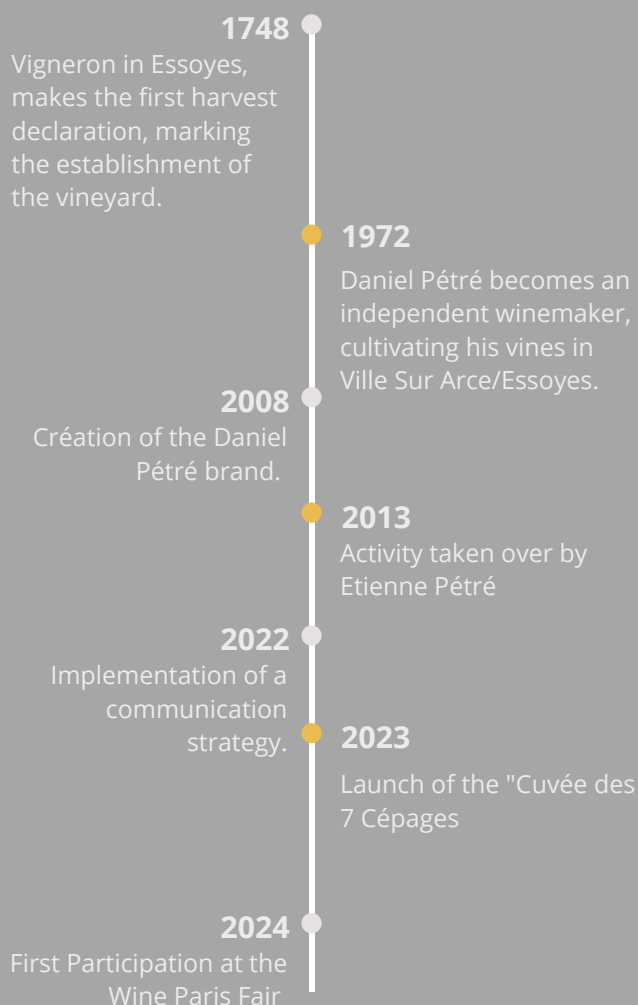 1748
Vigneron in Essoyes,
makes the first harvest
declaration, marking
the establishment of
the vineyard.
1972
Daniel Pétré becomes an
independent winemaker,
cultivating his vines in
Ville Sur Arce/Essoyes.
2008
Création of the Daniel
Pétré brand.
2013
Activity taken over by
Etienne Pétré
2022
Implementation of a
communication
strategy.
2023
Launch of the "Cuvée des
7 Cépages
2024
First Participation at the
Wine Paris Fair